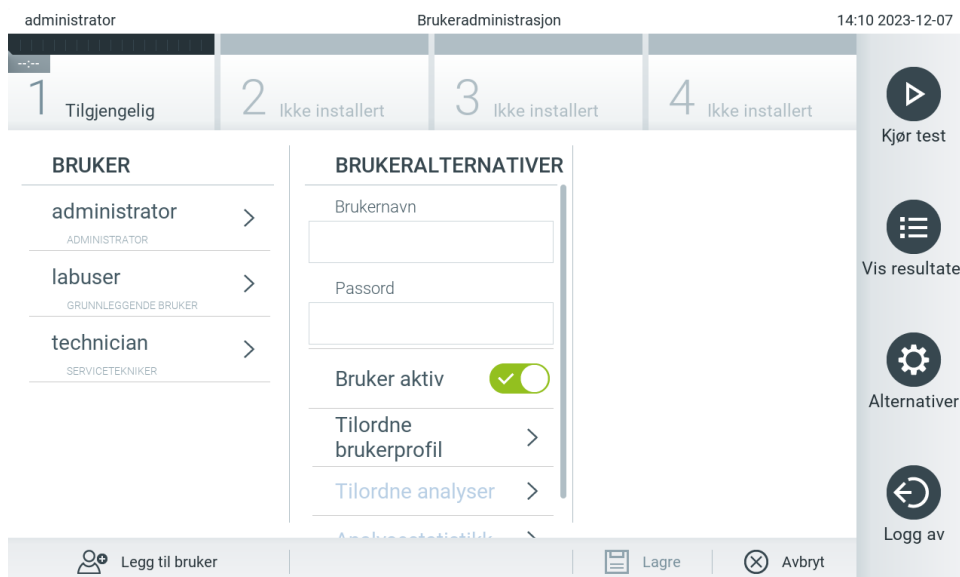 administrator
Brukeradministrasjon
14:10 2023-12-07
--:--
1 Tilgjengelig
2 Ikke installert
3 Ikke installert
4 Ikke installert
Kjør test
Vis resultate
Alternativer
Logg av
BRUKER
administrator
ADMINISTRATOR
labuser
GRUNNLEGGENDE BRUKER
technician
SERVICETEKNIKER
BRUKERALTERNATIVER
Brukernavn
Passord
Bruker aktiv
Tilordne
brukerprofil
Tilordne analyser
Analysestatistikk
Legg til bruker
Lagre
Avbryt